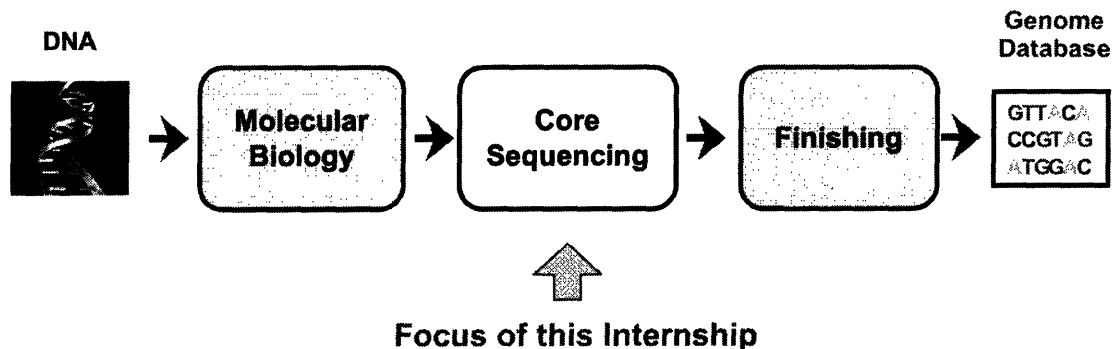 DNA
Genome
Database
Molecular
Biology
Core
Sequencing
Finishing
GTTACA
CCGTAG
ATGGAC
Focus of this Internship